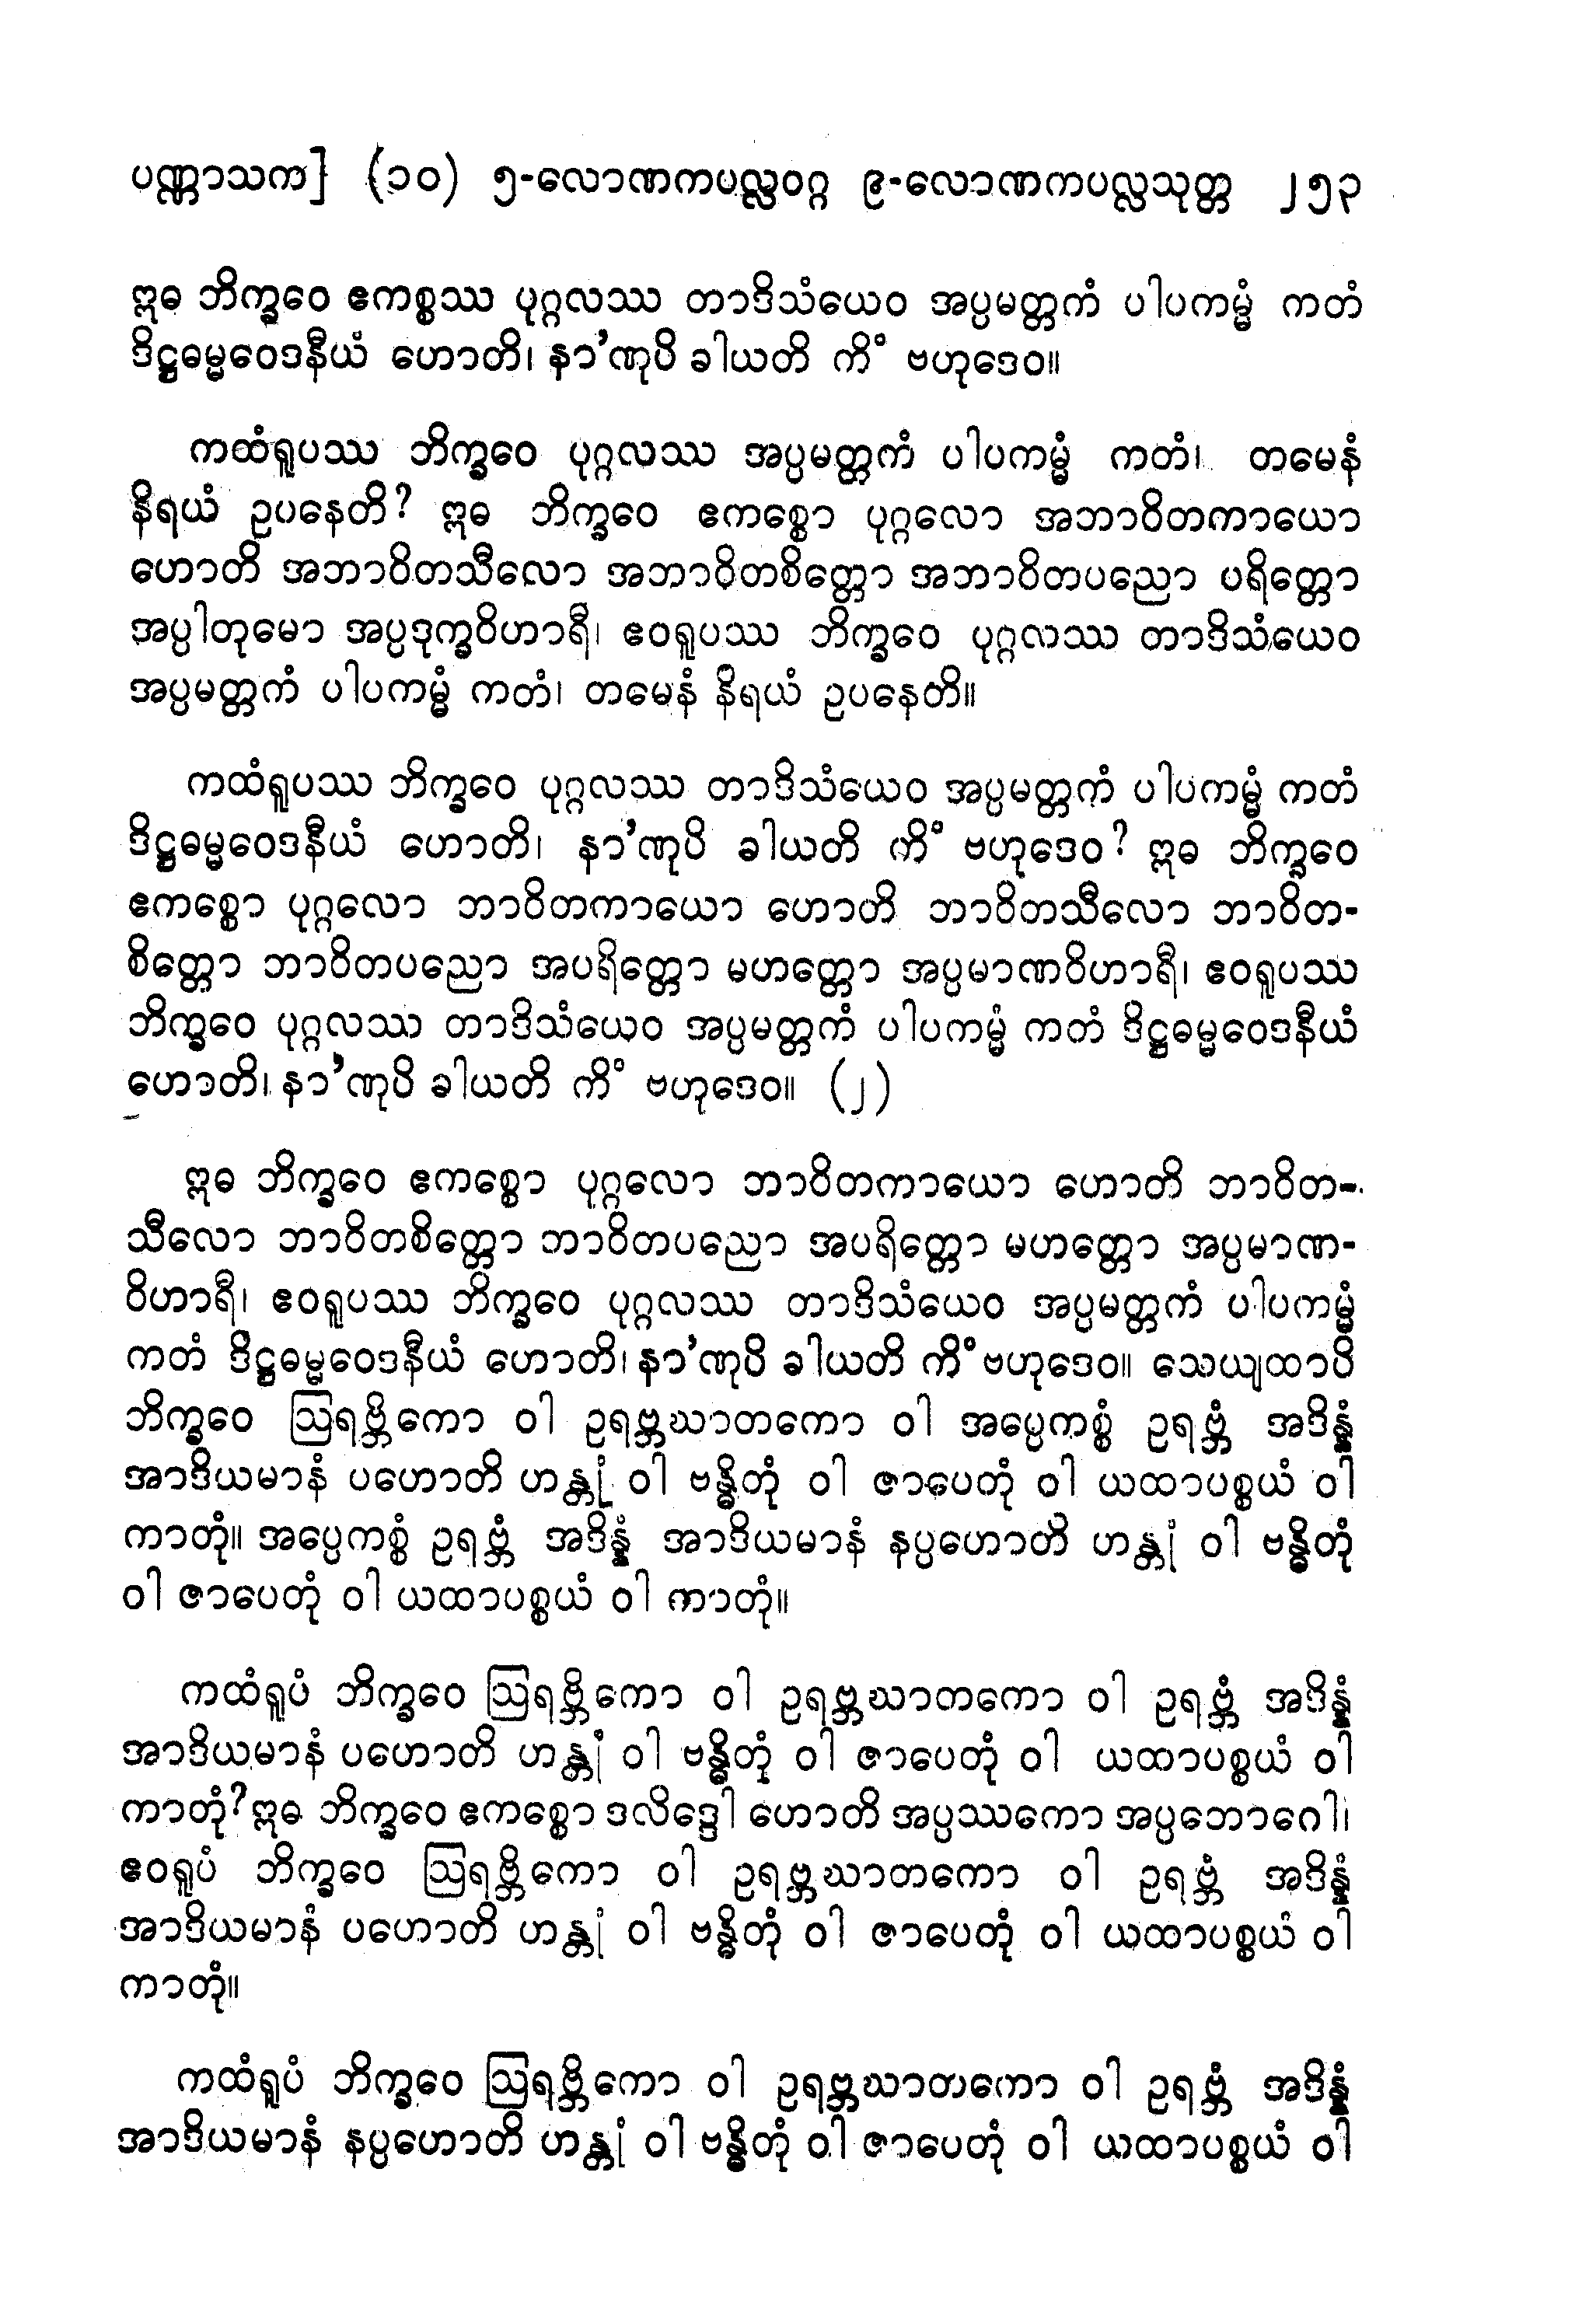 ပဏ္ဏာသက] (၁၀) ၅-လောဏကပလ္လဝဂ္ဂ ၉-လောဏကပလ္လသုတ္တ ၂၅၃
ဣဓ ဘိက္ခဝေ ဧကစ္စဿ ပုဂ္ဂလဿ တာဒိသံယေဝ အပ္ပမတ္တကံ ပါပကမ္မံ ကတံ
ဒိဋ္ဌဓမ္မဝေဒနီယံ ဟောတိ၊ နာ’ဏုပိ ခါယတိ ကိံ ဗဟုဒေဝ။
ကထံရူပဿ ဘိက္ခဝေ ပုဂ္ဂလဿ အပ္ပမတ္တကံ ပါပကမ္မံ ကတံ၊ တမေနံ
နိရယံ ဥပနေတိ? ဣဓ ဘိက္ခဝေ ဧကစ္စော ပုဂ္ဂလော အဘာဝိတကာယော
ဟောတိ အဘာဝိတသီလော အဘာဝိတစိတ္တော အဘာဝိတပညော ပရိတ္တော
အပ္ပါတုမော အပ္ပဒုက္ခဝိဟာရီ၊ ဧဝရူပဿ ဘိက္ခဝေ ပုဂ္ဂလဿ တာဒိသံယေဝ
အပ္ပမတ္တကံ ပါပကမ္မံ ကတံ၊ တမေနံ နိရယံ ဥပနေတိ။
ကထံရူပဿ ဘိက္ခဝေ ပုဂ္ဂလဿ တာဒိသံယေဝ အပ္ပမတ္တကံ ပါပကမ္မံ ကတံ
ဒိဋ္ဌဓမ္မဝေဒနီယံ ဟောတိ၊ နာ’ဏုပိ ခါယတိ ကိံ ဗဟုဒေဝ? ဣဓ ဘိက္ခဝေ
ဧကစ္စော ပုဂ္ဂလော ဘာဝိတကာယော ဟောတိ ဘာဝိတသီလော ဘာဝိတ-
စိတ္တော ဘာဝိတပညော အပရိတ္တော မဟတ္တော အပ္ပမာဏဝိဟာရီ၊ ဧဝရူပဿ
ဘိက္ခဝေ ပုဂ္ဂလဿ တာဒိသံယေဝ အပ္ပမတ္တကံ ပါပကမ္မံ ကတံ ဒိဋ္ဌဓမ္မဝေဒနီယံ
ဟောတိ၊ နာ’ဏုပိ ခါယတိ ကိံ ဗဟုဒေဝ။ (၂)
ဣဓ ဘိက္ခဝေ ဧကစ္စော ပုဂ္ဂလော ဘာဝိတကာယော ဟောတိ ဘာဝိတ-
သီလော ဘာဝိတစိတ္တော ဘာဝိတပညော အပရိတ္တော မဟတ္တော အပ္ပမာဏ-
ဝိဟာရီ၊ ဧဝရူပဿ ဘိက္ခဝေ ပုဂ္ဂလဿ တာဒိသံယေဝ အပ္ပမတ္တကံ ပါပကမ္မံ
ကတံ ဒိဋ္ဌဓမ္မဝေဒနီယံ ဟောတိ၊ နာ’ဏုပိ ခါယတိ ကိံ ဗဟုဒေဝ။ သေယျထာပိ
ဘိက္ခဝေ ဩရဗ္ဘိကော ဝါ ဥရဗ္ဘဃာတကော ဝါ အပ္ပေကစ္စံ ဥရဗ္ဘံ အဒိန္နံ
အာဒိယမာနံ ပဟောတိ ဟန္တုံ ဝါ ဗန္ဓိတုံ ဝါ ဇာပေတုံ ဝါ ယထာပစ္စယံ ဝါ
ကာတုံ။ အပ္ပေကစ္စံ ဥရဗ္ဘံ အဒိန္နံ အာဒိယမာနံ နပ္ပဟောတိ ဟန္တုံ ဝါ ဗန္ဓိတုံ
ဝါ ဇာပေတုံ ဝါ ယထာပစ္စယံ ဝါ ကာတုံ။
ကထံရူပံ ဘိက္ခဝေ ဩရဗ္ဘိကော ဝါ ဥရဗ္ဘဃာတကော ဝါ ဥရဗ္ဘံ အဒိန္နံ
အာဒိယမာနံ ပဟောတိ ဟန္တုံ ဝါ ဗန္ဓိတုံ ဝါ ဇာပေတုံ ဝါ ယထာပစ္စယံ ဝါ
ကာတုံ? ဣဓ ဘိက္ခဝေ ဧကစ္စော ဒလိဒ္ဒေါ ဟောတိ အပ္ပဿကော အပ္ပဘောဂေါ၊
ဧဝရူပံ ဘိက္ခဝေ ဩရဗ္ဘိကော ဝါ ဥရဗ္ဘဃာတကော ဝါ ဥရဗ္ဘံ အဒိန္နံ
အာဒိယမာနံ ပဟောတိ ဟန္တုံ ဝါ ဗန္ဓိတုံ ဝါ ဇာပေတုံ ဝါ ယထာပစ္စယံ ဝါ
ကာတုံ။
ကထံရူပံ ဘိက္ခဝေ ဩရဗ္ဘိကော ဝါ ဥရဗ္ဘဃာတကော ဝါ ဥရဗ္ဘံ အဒိန္နံ
အာဒိယမာနံ နပ္ပဟောတိ ဟန္တုံ ဝါ ဗန္ဓိတုံ ဝါ ဇာပေတုံ ဝါ ယထာပစ္စယံ ဝါ